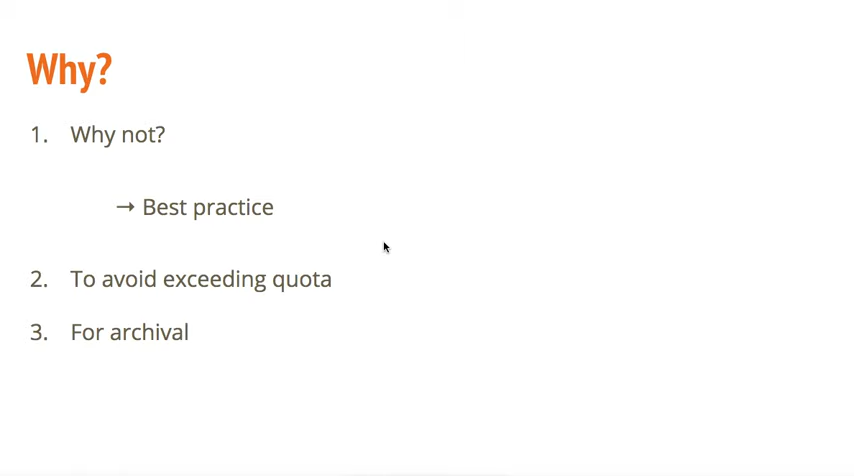 Why?
1. Why not?
→ Best practice
2. To avoid exceeding quota
3. For archival